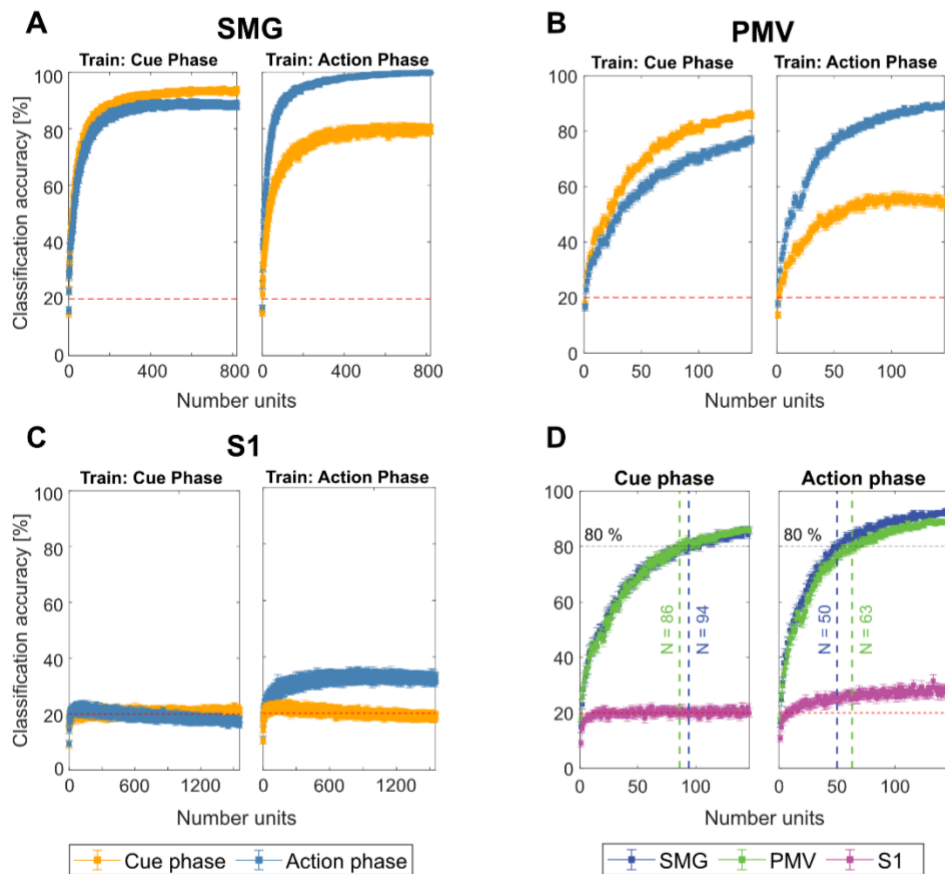 A
SMG
Train: Cue Phase
Train: Action Phase
Classification accuracy [%]
100
80
60
40
20
0
0
400
800
0
400
800
Number units
B
PMV
Train: Cue Phase
Train: Action Phase
100
80
60
40
20
0
0
50
100
0
50
100
Number units
C
S1
Train: Cue Phase
Train: Action Phase
Classification accuracy [%]
100
80
60
40
20
0
0
600
1200
0
600
1200
Number units
Cue phase
Action phase
D
Cue phase
Action phase
100
80
60
40
20
0
80 %
N = 86
N = 94
80 %
N = 50
N = 63
0
50
100
0
50
100
Number units
SMG
PMV
S1